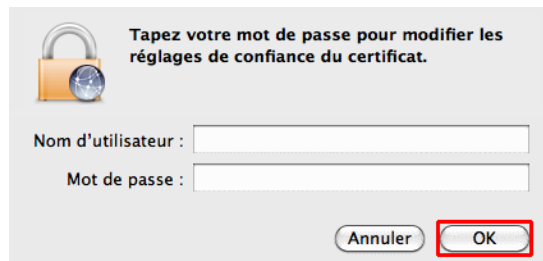 Tapez votre mot de passe pour modifier les
réglages de confiance du certificat.
Nom d’utilisateur :
Mot de passe :
Annuler
OK